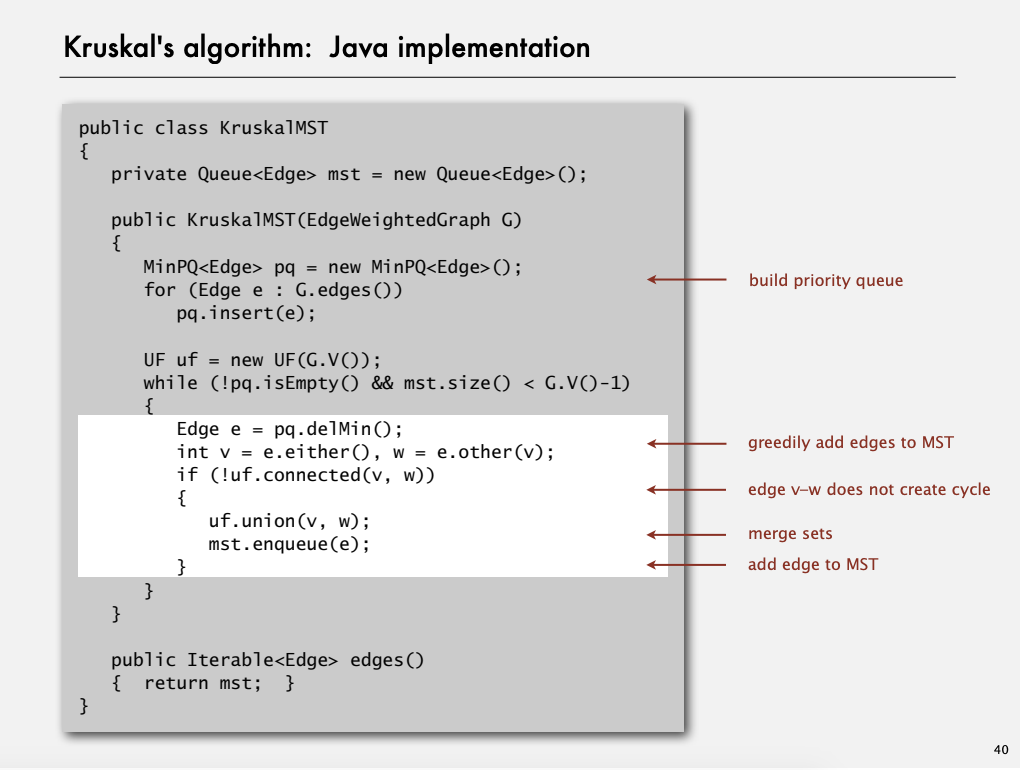 Kruskal's algorithm: Java implementation
public class KruskalMST
{
private Queue<Edge> mst = new Queue<Edge>();
public KruskalMST(EdgeWeightedGraph G)
{
MinPQ<Edge> pq = new MinPQ<Edge>();
for (Edge e : G.edges())
pq.insert(e);
build priority queue
UF uf = new UF(G.V());
while (!pq.isEmpty() && mst.size() < G.V()-1)
{
Edge e = pq.delMin();
int v = e.either(), w = e.other(v);
greedily add edges to MST
if (!uf.connected(v, w))
{
edge v–w does not create cycle
uf.union(v, w);
merge sets
mst.enqueue(e);
add edge to MST
}
}
}
public Iterable<Edge> edges()
{ return mst; }
}
40